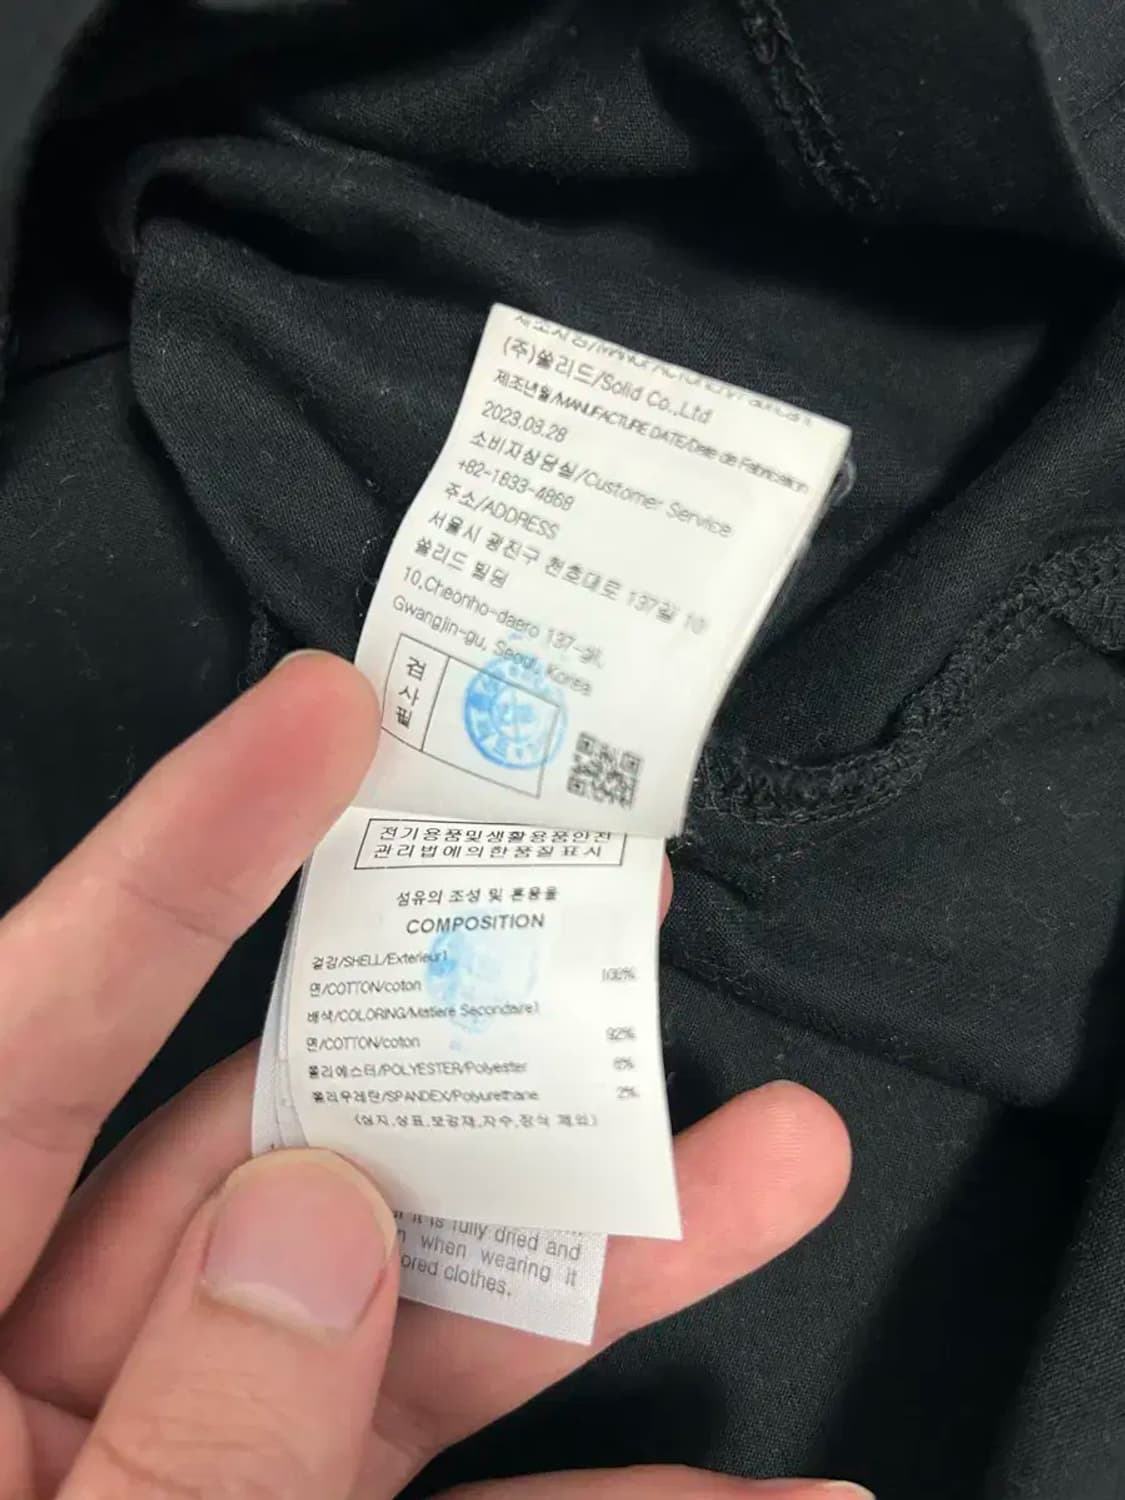 (주)쏠리드/Solid Co.,Ltd
제조년월/MANUFACTURE DATE/Date de Fabrication
2023.03.28
소비자상담실/Customer Service
+82-1833-4868
주소/ADDRESS
서울시 광진구 천호대로 137길 10
쏠리드 빌딩
10,Cheonho-daero 137-gil,
Gwangjin-gu, Seoul, Korea
검사필
전기용품및생활용품안전
관리법에의한품질표시
섬유의 조성 및 혼용율
COMPOSITION
겉감/SHELL/Exterieur1
면/COTTON/coton 100%
배색/COLORING/Matiere Secondaire1
면/COTTON/coton 92%
폴리에스터/POLYESTER/Polyester 6%
폴리우레탄/SPANDEX/Polyurethane 2%
(심지,상표,보강재,자수,장식 제외)
it is fully dried and
when wearing it
clothes.